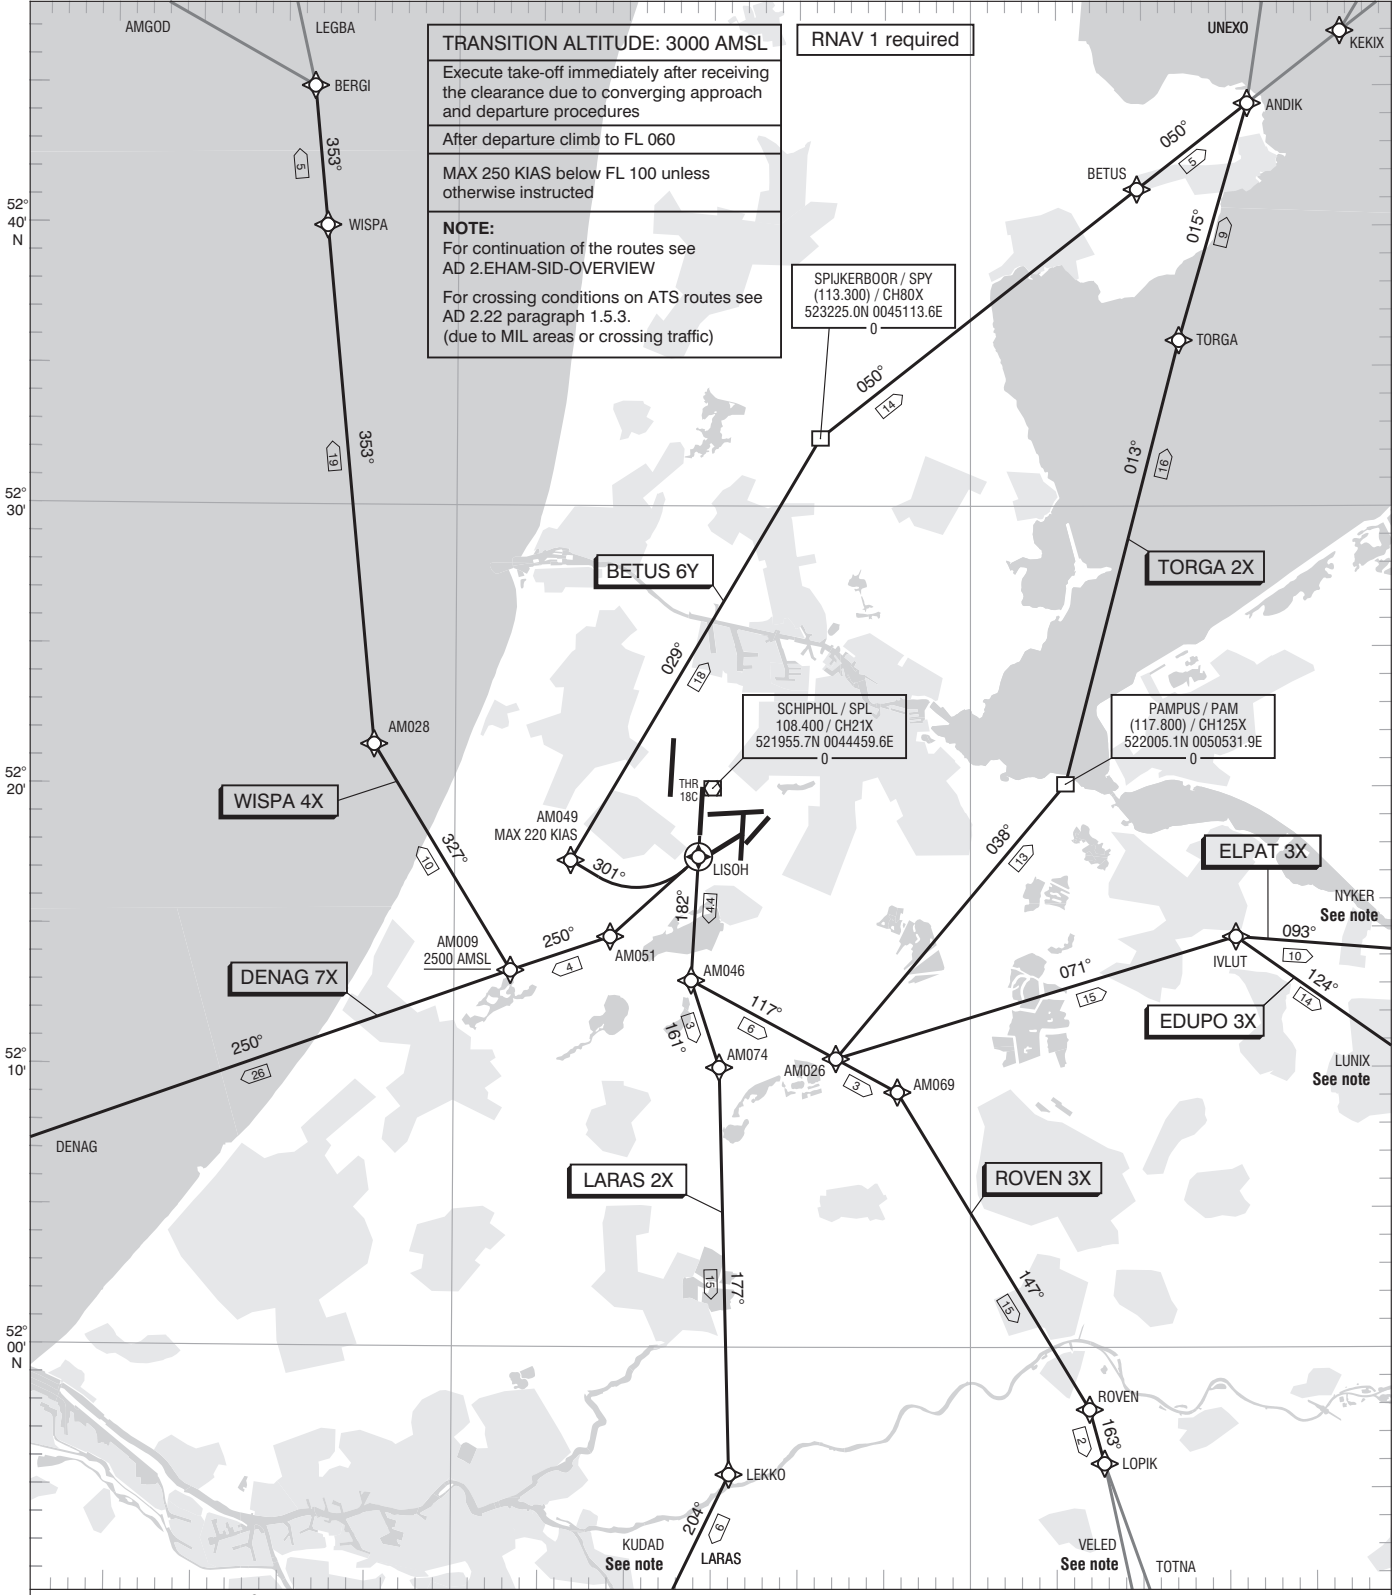 AMGOD
LEGBA
TRANSITION ALTITUDE: 3000 AMSL
Execute take-off immediately after receiving
the clearance due to converging approach
and departure procedures
After departure climb to FL 060
MAX 250 KIAS below FL 100 unless
otherwise instructed
NOTE:
For continuation of the routes see
AD 2.EHAM-SID-OVERVIEW
For crossing conditions on ATS routes see
AD 2.22 paragraph 1.5.3.
(due to MIL areas or crossing traffic)
RNAV 1 required
UNEXO
KEKIX
BERGI
ANDIK
353°
5
050°
5
BETUS
52°
40'
N
WISPA
015°
9
SPIJKERBOOR / SPY
(113.300) / CH80X
523225.0N 0045113.6E
0
TORGA
050°
14
353°
19
013°
16
52°
30'
BETUS 6Y
TORGA 2X
029°
18
AM028
SCHIPHOL / SPL
108.400 / CH21X
521955.7N 0044459.6E
0
PAMPUS / PAM
(117.800) / CH125X
522005.1N 0050531.9E
0
52°
20'
THR
18C
WISPA 4X
AM049
MAX 220 KIAS
327°
10
301°
LISOH
038°
13
ELPAT 3X
NYKER
See note
182°
4.4
093°
10
AM009
2500 AMSL
250°
4
AM051
IVLUT
DENAG 7X
AM046
071°
15
124°
14
117°
6
EDUPO 3X
161°
3
250°
26
52°
10'
AM074
AM026
3
AM069
LUNIX
See note
DENAG
LARAS 2X
ROVEN 3X
177°
15
147°
15
52°
00'
N
ROVEN
163°
2
LOPIK
LEKKO
204°
9
KUDAD
See note
LARAS
VELED
See note
TOTNA